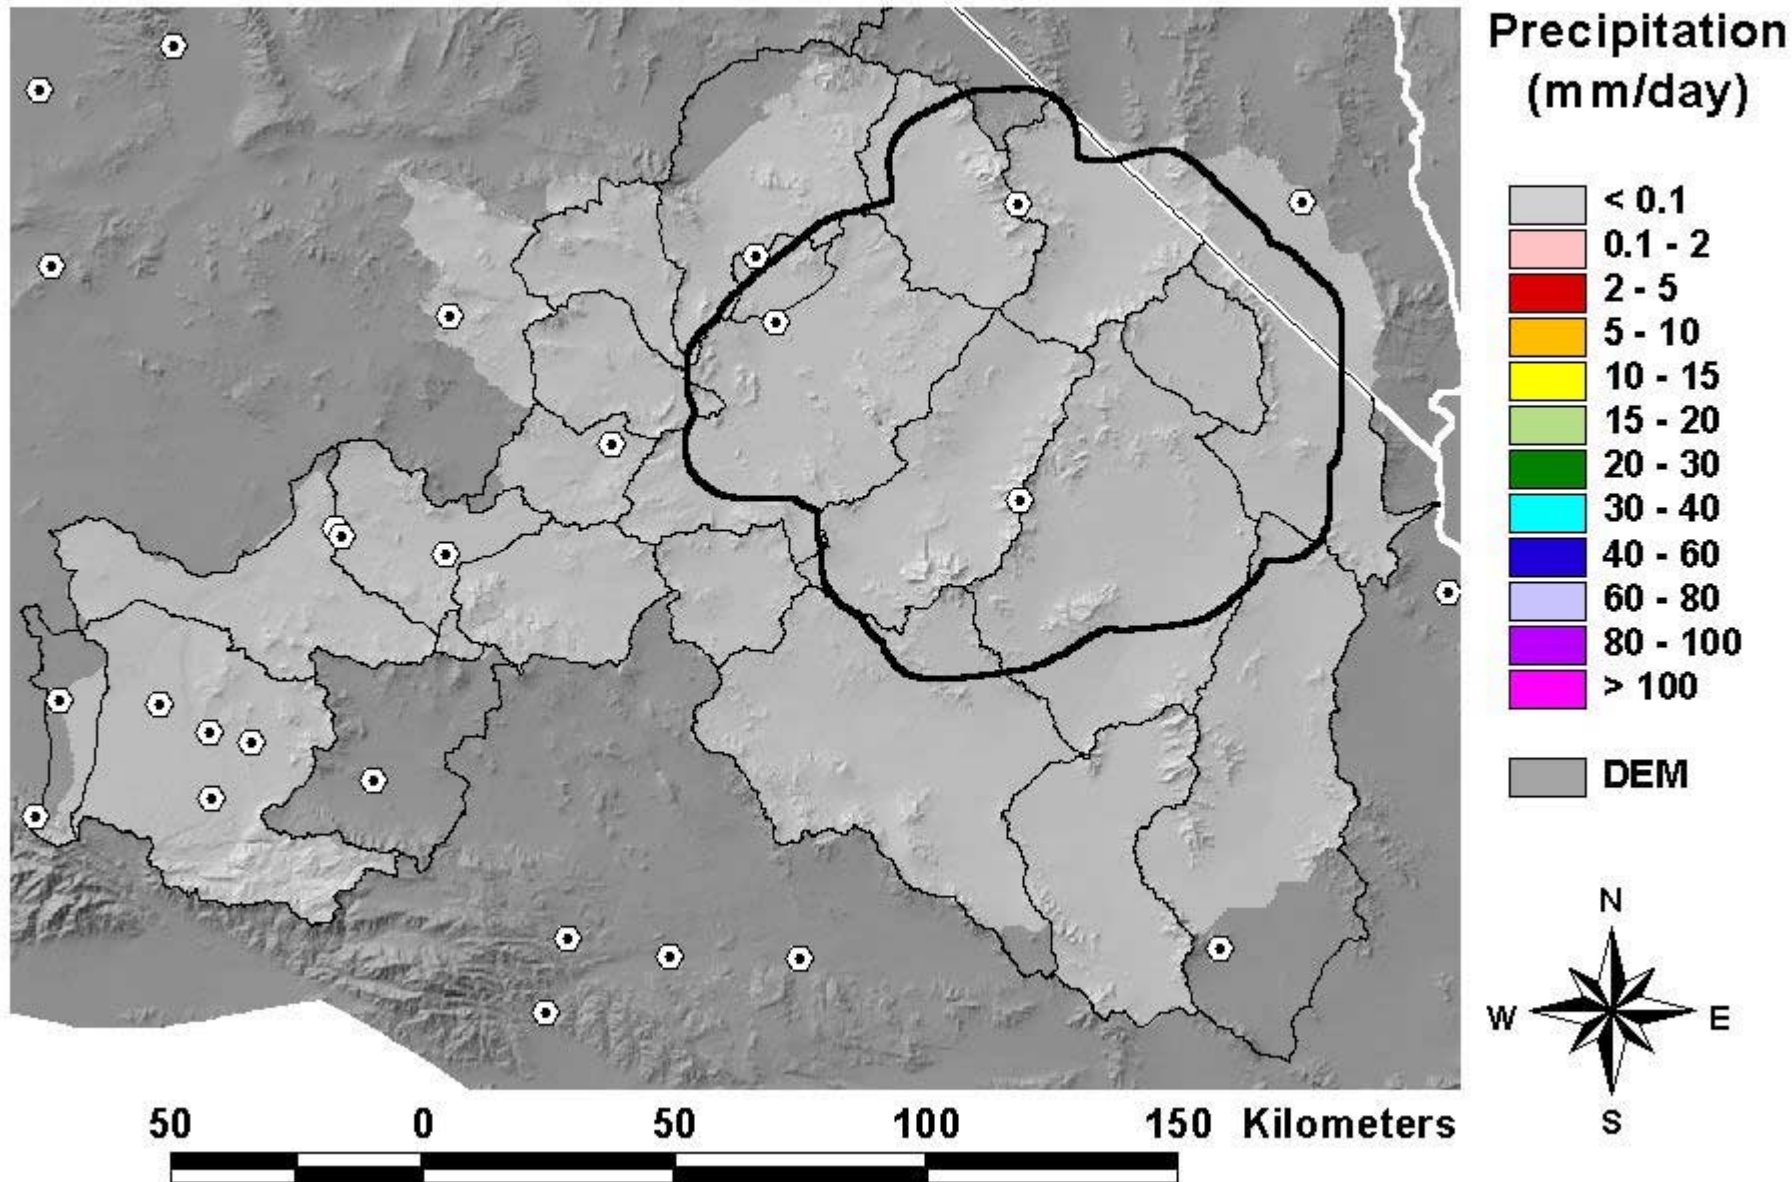 Precipitation
(mm/day)
< 0.1
0.1 - 2
2 - 5
5 - 10
10 - 15
15 - 20
20 - 30
30 - 40
40 - 60
60 - 80
80 - 100
> 100
DEM
N
W E
S
50 0 50 100 150 Kilometers